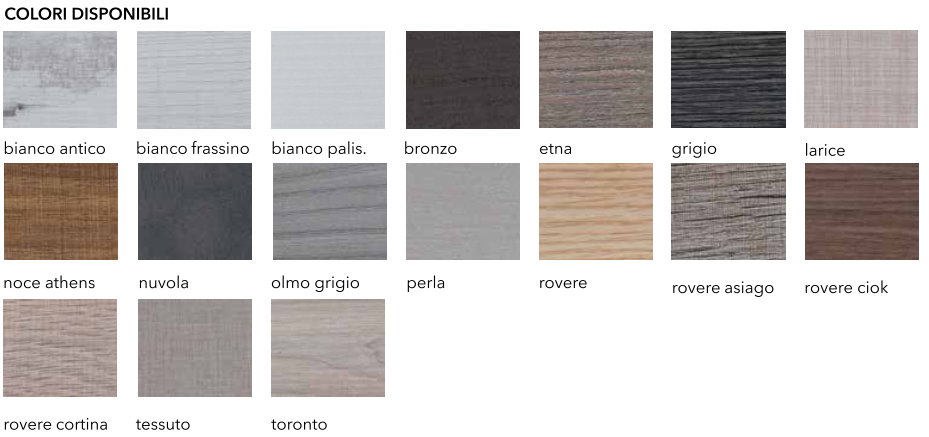 COLORI DISPONIBILI
bianco antico bianco frassino bianco palis. bronzo etna grigio larice
noce athens nuvola olmo grigio perla rovere rovere asiago rovere ciok
rovere cortina tessuto toronto